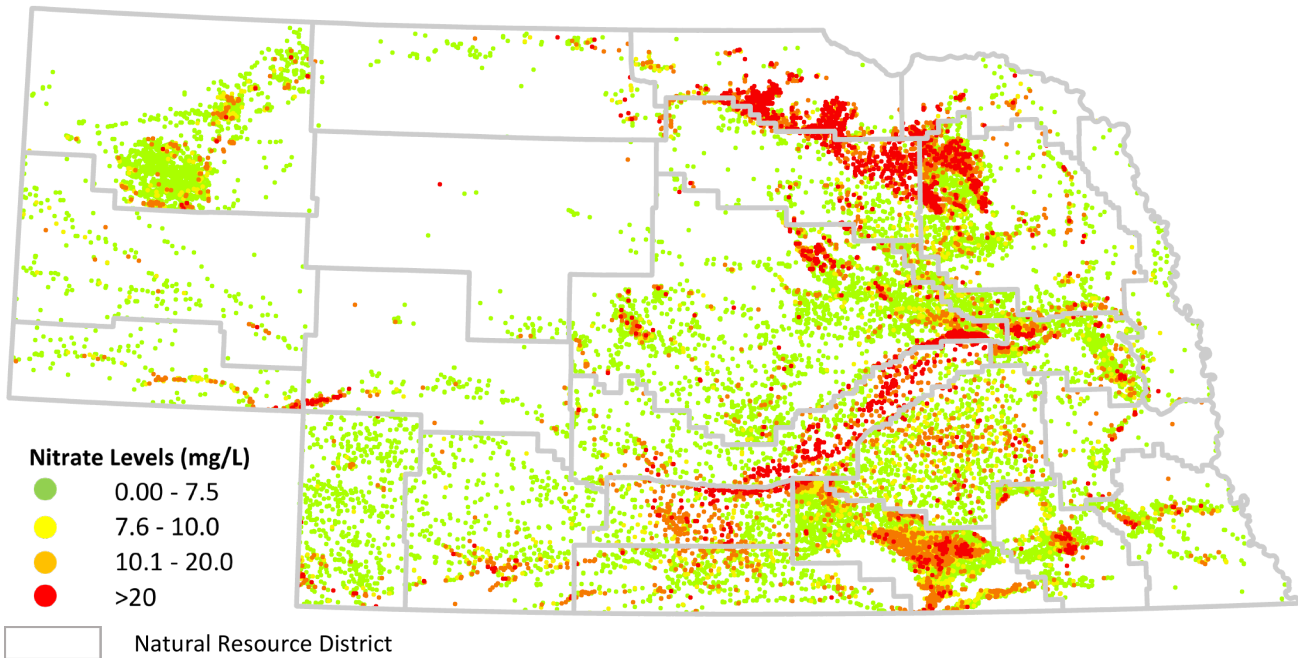 Nitrate Levels (mg/L)
0.00 - 7.5
7.6 - 10.0
10.1 - 20.0
>20
Natural Resource District